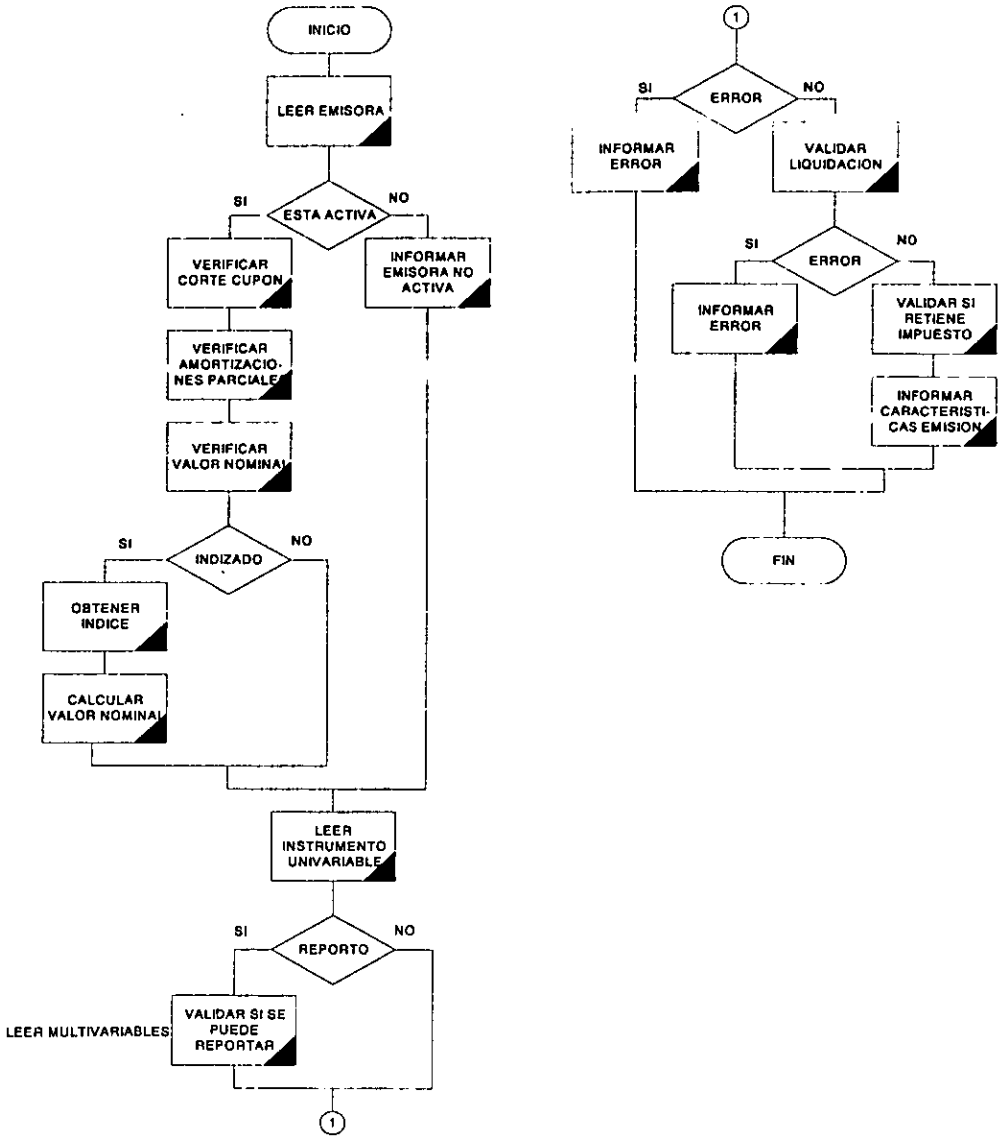 INICIO
LEER EMISORA
ESTA ACTIVA
SI
NO
VERIFICAR
CORTE CUPON
INFORMAR
EMISORA NO
ACTIVA
VERIFICAR
AMORTIZACIO-
NES PARCIALES
VERIFICAR
VALOR NOMINAL
INDIZADO
SI
NO
OBTENER
INDICE
CALCULAR
VALOR NOMINAL
LEER
INSTRUMENTO
UNIVARIABLE
REPORTO
SI
NO
LEER MULTIVARIABLES
VALIDAR SI SE
PUEDE
REPORTAR
1
1
ERROR
SI
NO
INFORMAR
ERROR
VALIDAR
LIQUIDACION
ERROR
SI
NO
INFORMAR
ERROR
VALIDAR SI
RETIENE
IMPUESTO
INFORMAR
CARACTERISTI-
CAS EMISION
FIN